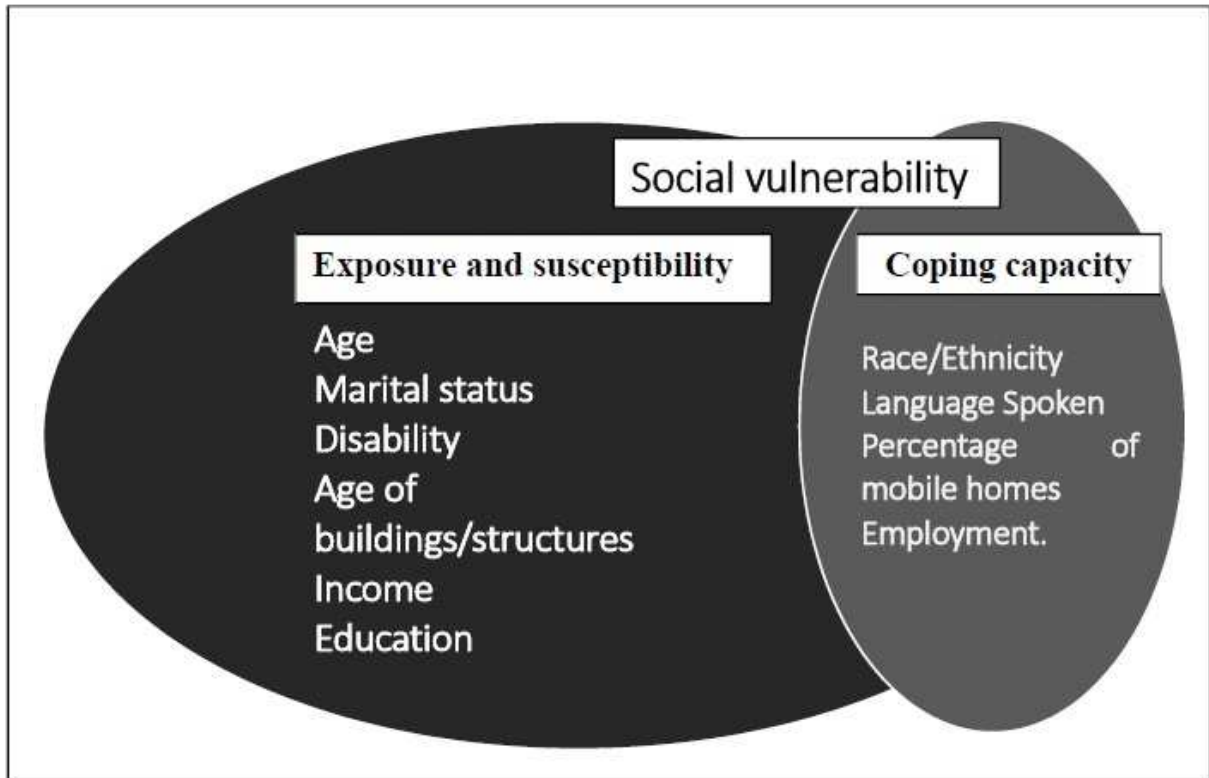 Social vulnerability
Exposure and susceptibility
Age
Marital status
Disability
Age of
buildings/structures
Income
Education
Coping capacity
Race/Ethnicity
Language Spoken
Percentage of
mobile homes
Employment.